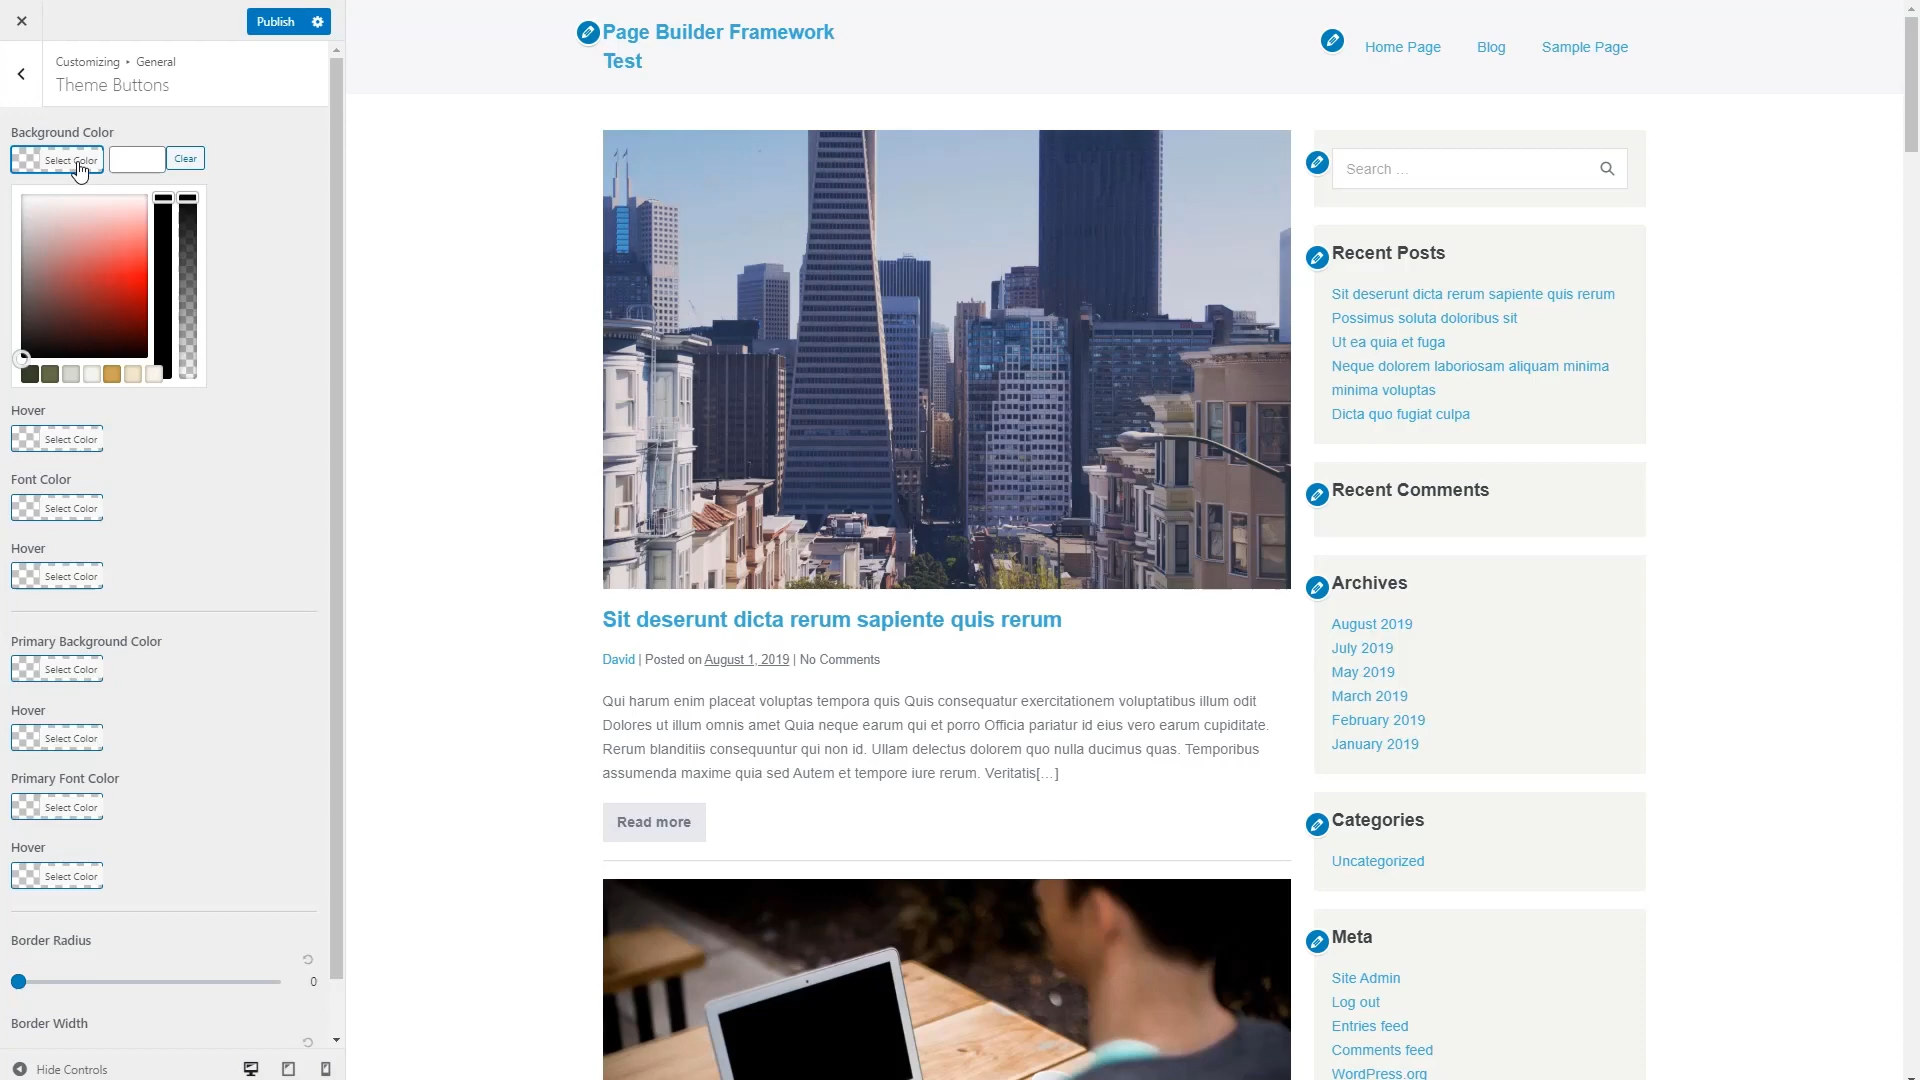 Publish
Customizing ▸ General
Theme Buttons
Background Color
Select Color
Clear
Hover
Select Color
Font Color
Select Color
Hover
Select Color
Primary Background Color
Select Color
Hover
Select Color
Primary Font Color
Select Color
Hover
Select Color
Border Radius
0
Border Width
Hide Controls
Page Builder Framework
Test
Home Page
Blog
Sample Page
Sit deserunt dicta rerum sapiente quis rerum
David | Posted on August 1, 2019 | No Comments
Qui harum enim placeat voluptas tempora quis Quis consequatur exercitationem voluptatibus illum odit
Dolores ut illum omnis amet Quia neque earum qui et porro Officia pariatur id eius vero earum cupiditate.
Rerum blanditiis consequuntur qui non id. Ullam delectus dolorem quo nulla ducimus quas. Temporibus
assumenda maxime quia sed Autem et tempore iure rerum. Veritatis[…]
Read more
Search …
Recent Posts
Sit deserunt dicta rerum sapiente quis rerum
Possimus soluta doloribus sit
Ut ea quia et fuga
Neque dolorem laboriosam aliquam minima
minima voluptas
Dicta quo fugiat culpa
Recent Comments
Archives
August 2019
July 2019
May 2019
March 2019
February 2019
January 2019
Categories
Uncategorized
Meta
Site Admin
Log out
Entries feed
Comments feed
WordPress.org